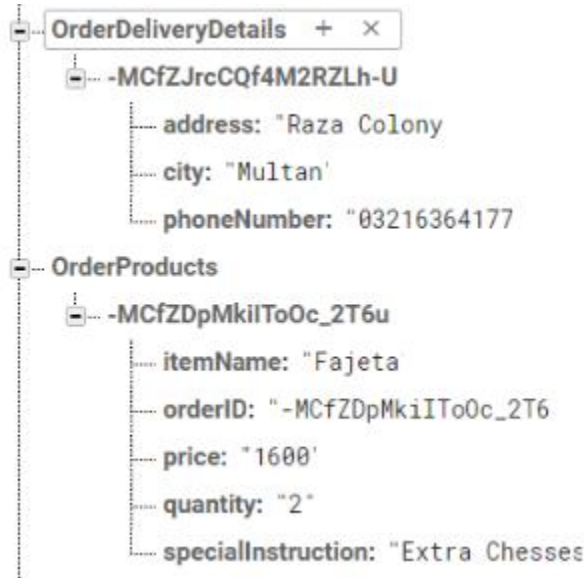 OrderDeliveryDetails + ×
-MCfZJrcCQf4M2RZLh-U
address: "Raza Colony
city: "Multan'
phoneNumber: "03216364177
OrderProducts
-MCfZDpMkiIToOc_2T6u
itemName: "Fajeta
orderID: "-MCfZDpMkiIToOc_2T6
price: "1600'
quantity: "2"
specialInstruction: "Extra Chesses